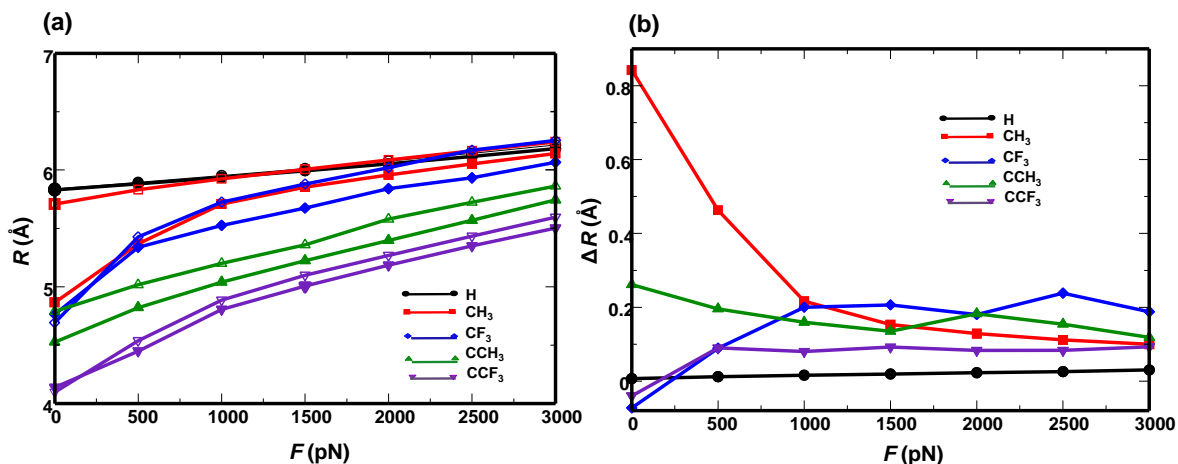 (a)
7
6
5
4
R (Å)
0 500 1000 1500 2000 2500 3000
F (pN)
H
CH3
CF3
CCH3
CCF3
(b)
0.8
0.6
0.4
0.2
0
ΔR (Å)
0 500 1000 1500 2000 2500 3000
F (pN)
H
CH3
CF3
CCH3
CCF3